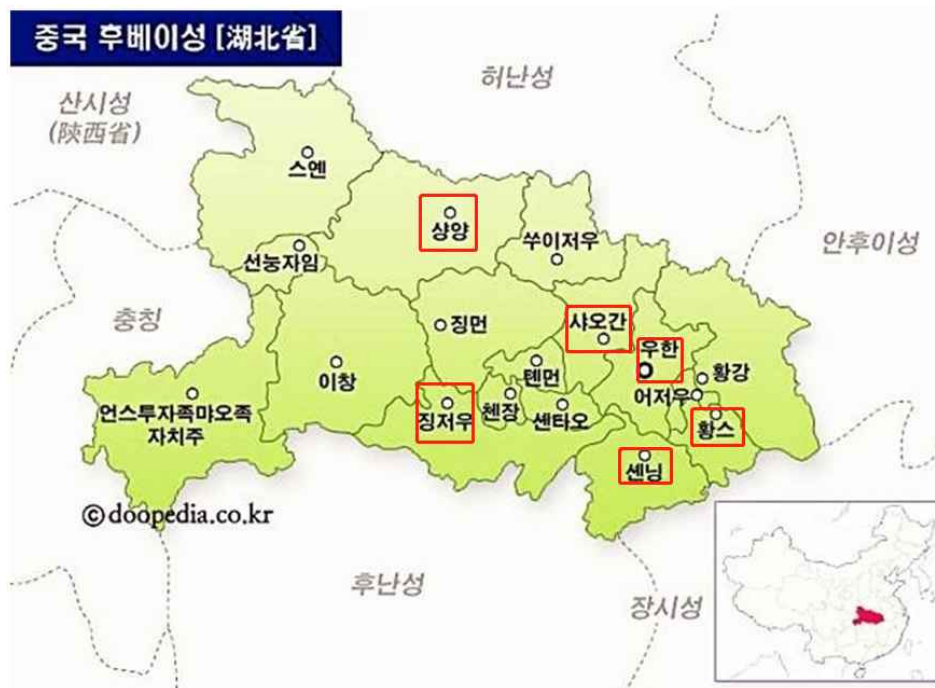 중국 후베이성 [湖北省]
허난성
산시성
(陝西省)
스옌
샹양
쑤이저우
안후이성
선눙자임
충칭
징먼
샤오간
우한
이창
톈먼
황강
언스투자족먀오족
자치주
징저우
첸장
셴타오
어저우
황스
셴닝
©doopedia.co.kr
후난성
장시성